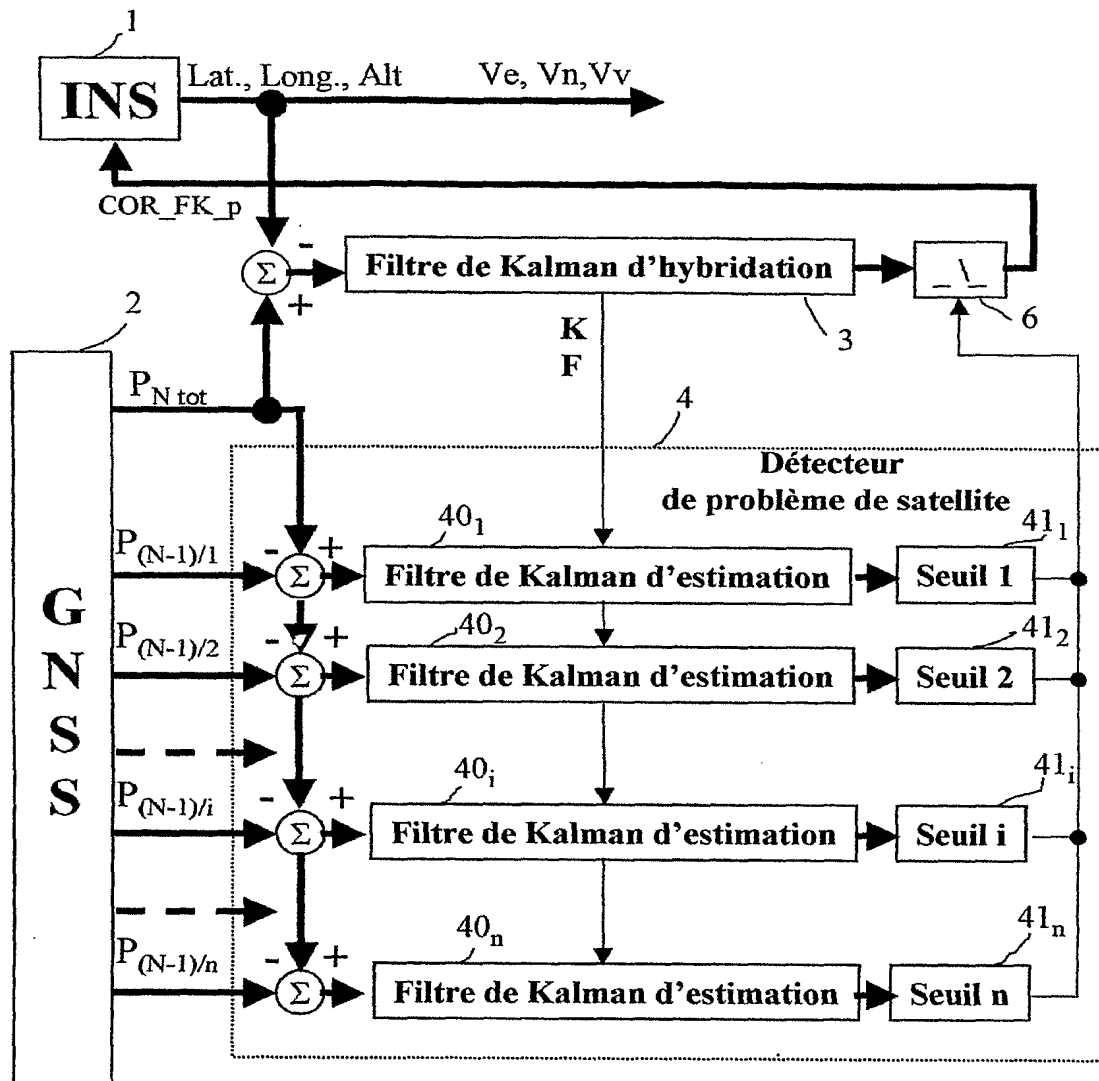 1
INS
Lat., Long., Alt
Ve, Vn,Vv
COR_FK_p
-
Σ
+
Filtre de Kalman d'hybridation
_\_
3
6
2
P_N tot
K
F
4
Détecteur
de problème de satellite
GNSS
P_(N-1)/1
- +
Σ
40_1
Filtre de Kalman d'estimation
41_1
Seuil 1
P_(N-1)/2
- +
Σ
40_2
Filtre de Kalman d'estimation
41_2
Seuil 2
P_(N-1)/i
- +
Σ
40_i
Filtre de Kalman d'estimation
41_i
Seuil i
P_(N-1)/n
- +
Σ
40_n
Filtre de Kalman d'estimation
41_n
Seuil n